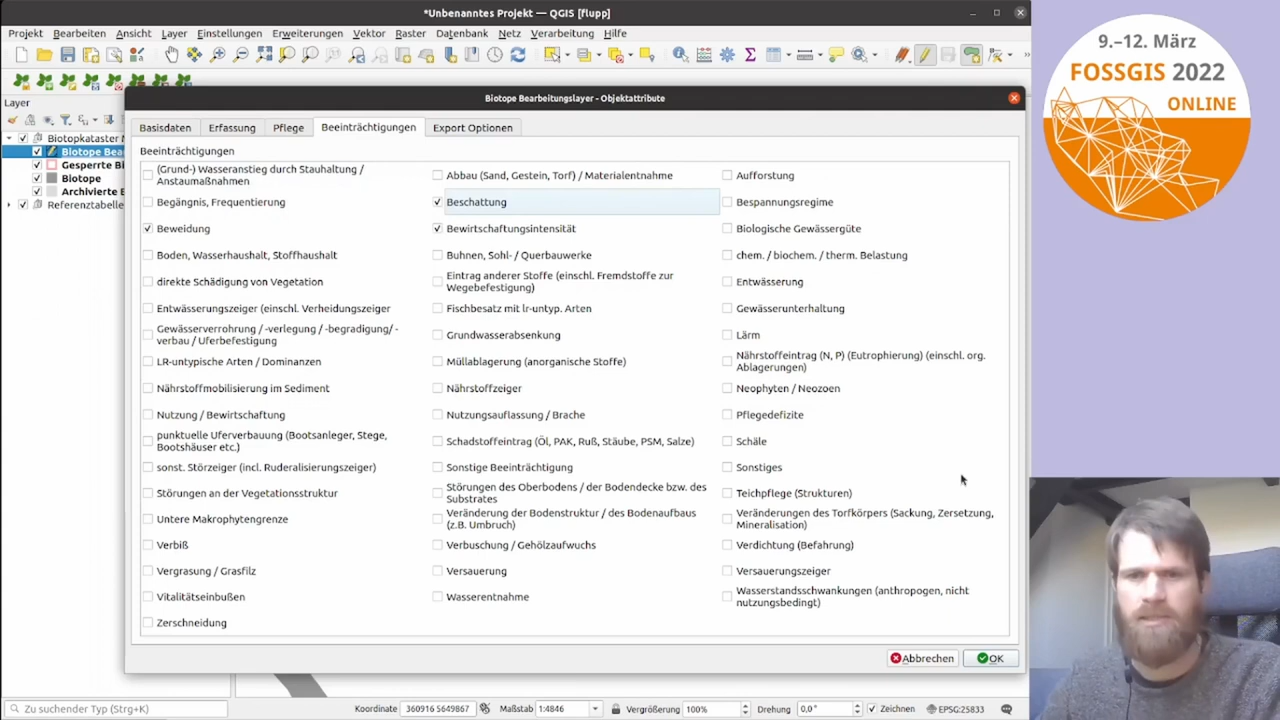 *Unbenanntes Projekt — QGIS [flupp]
Projekt Bearbeiten Ansicht Layer Einstellungen Erweiterungen Vektor Raster Datenbank Netz Verarbeitung Hilfe
Layer
Biotope Bearbeitungslayer - Objektattribute
Biotopkataster
Biotope Bea
Gesperrte Bi
Biotope
Archivierte B
Referenztabelle
Basisdaten Erfassung Pflege Beeinträchtigungen Export Optionen
Beeinträchtigungen
(Grund-) Wasseranstieg durch Stauhaltung /
Anstaumaßnahmen
Abbau (Sand, Gestein, Torf) / Materialentnahme
Aufforstung
Begängnis, Frequentierung
Beschattung
Bespannungsregime
Beweidung
Bewirtschaftungsintensität
Biologische Gewässergüte
Boden, Wasserhaushalt, Stoffhaushalt
Buhnen, Sohl- / Querbauwerke
chem. / biochem. / therm. Belastung
direkte Schädigung von Vegetation
Eintrag anderer Stoffe (einschl. Fremdstoffe zur
Wegebefestigung)
Entwässerung
Entwässerungszeiger (einschl. Verheidungszeiger
Fischbesatz mit lr-untyp. Arten
Gewässerunterhaltung
Gewässerverrohrung / -verlegung / -begradigung/ -
verbau / Uferbefestigung
Grundwasserabsenkung
Lärm
LR-untypische Arten / Dominanzen
Müllablagerung (anorganische Stoffe)
Nährstoffeintrag (N, P) (Eutrophierung) (einschl. org.
Ablagerungen)
Nährstoffmobilisierung im Sediment
Nährstoffzeiger
Neophyten / Neozoen
Nutzung / Bewirtschaftung
Nutzungsauflassung / Brache
Pflegedefizite
punktuelle Uferverbauung (Bootsanleger, Stege,
Bootshäuser etc.)
Schadstoffeintrag (Öl, PAK, Ruß, Stäube, PSM, Salze)
Schäle
sonst. Störzeiger (incl. Ruderalisierungszeiger)
Sonstige Beeinträchtigung
Sonstiges
Störungen an der Vegetationsstruktur
Störungen des Oberbodens / der Bodendecke bzw. des
Substrates
Teichpflege (Strukturen)
Untere Makrophytengrenze
Veränderung der Bodenstruktur / des Bodenaufbaus
(z.B. Umbruch)
Veränderungen des Torfkörpers (Sackung, Zersetzung,
Mineralisation)
Verbiß
Verbuschung / Gehölzaufwuchs
Verdichtung (Befahrung)
Vergrasung / Grasfilz
Versauerung
Versauerungszeiger
Vitalitätseinbußen
Wasserentnahme
Wasserstandsschwankungen (anthropogen, nicht
nutzungsbedingt)
Zerschneidung
Abbrechen OK
Zu suchender Typ (Strg+K) Koordinate 360916 5649867 Maßstab 1:4846 Vergrößerung 100% Drehung 0,0° Zeichnen EPSG:25833
9.–12. März
FOSSGIS 2022
ONLINE